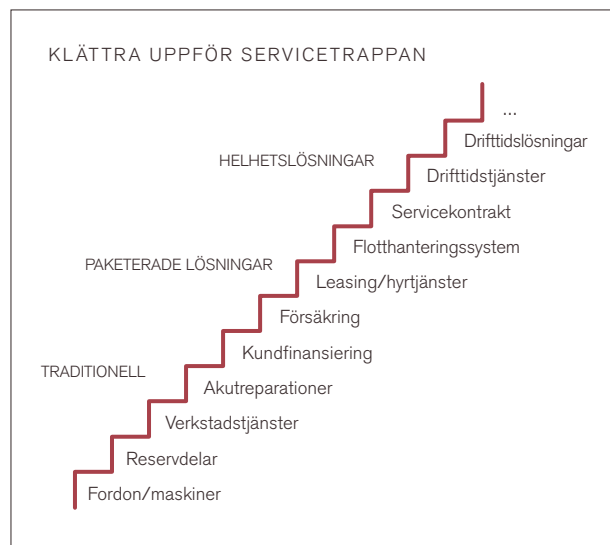 KLÄTTRA UPPFÖR SERVICETRAPPAN
...
Drifttidslösningar
HELHETSLÖSNINGAR
Drifttidstjänster
Servicekontrakt
Flotthanteringssystem
PAKETERADE LÖSNINGAR
Leasing/hyrtjänster
Försäkring
Kundfinansiering
TRADITIONELL
Akutreparationer
Verkstadstjänster
Reservdelar
Fordon/maskiner